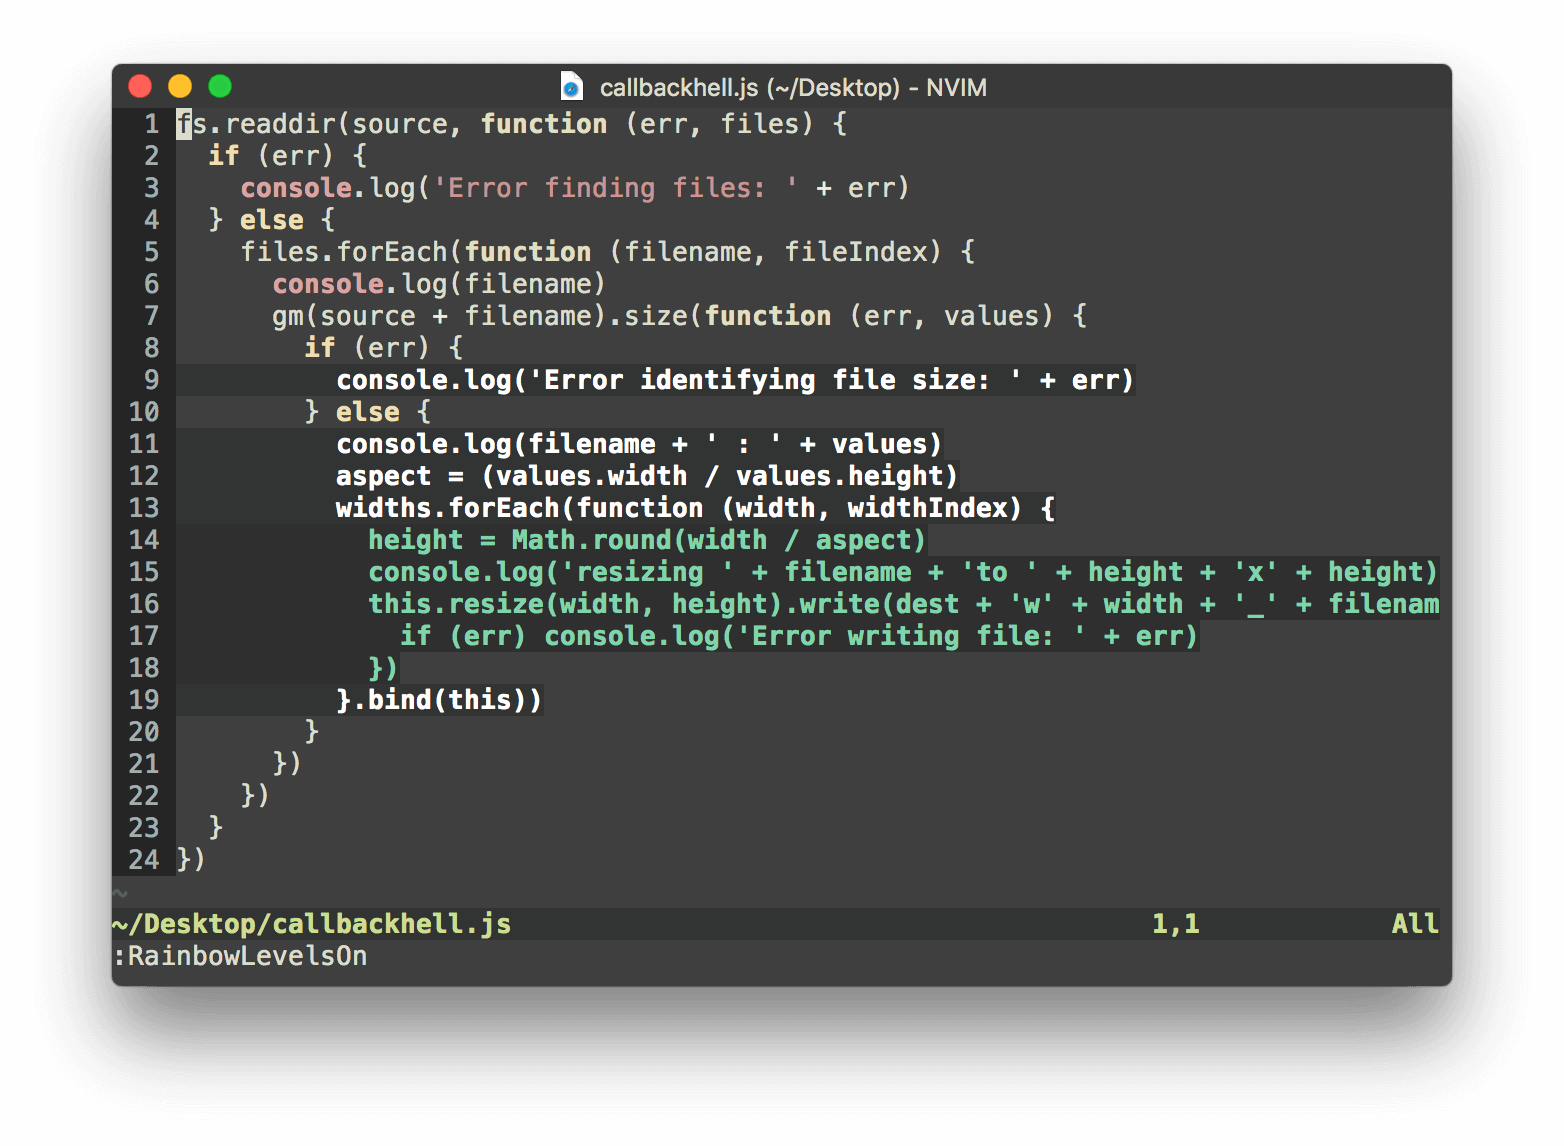 callbackhell.js (~/Desktop) - NVIM
1 fs.readdir(source, function (err, files) {
2   if (err) {
3     console.log('Error finding files: ' + err)
4   } else {
5     files.forEach(function (filename, fileIndex) {
6       console.log(filename)
7       gm(source + filename).size(function (err, values) {
8         if (err) {
9           console.log('Error identifying file size: ' + err)
10         } else {
11           console.log(filename + ' : ' + values)
12           aspect = (values.width / values.height)
13           widths.forEach(function (width, widthIndex) {
14             height = Math.round(width / aspect)
15             console.log('resizing ' + filename + 'to ' + height + 'x' + height)
16             this.resize(width, height).write(dest + 'w' + width + '_' + filenam
17               if (err) console.log('Error writing file: ' + err)
18             })
19           }.bind(this))
20         }
21       })
22     })
23   }
24 })
~
~/Desktop/callbackhell.js 1,1 All
:RainbowLevelsOn